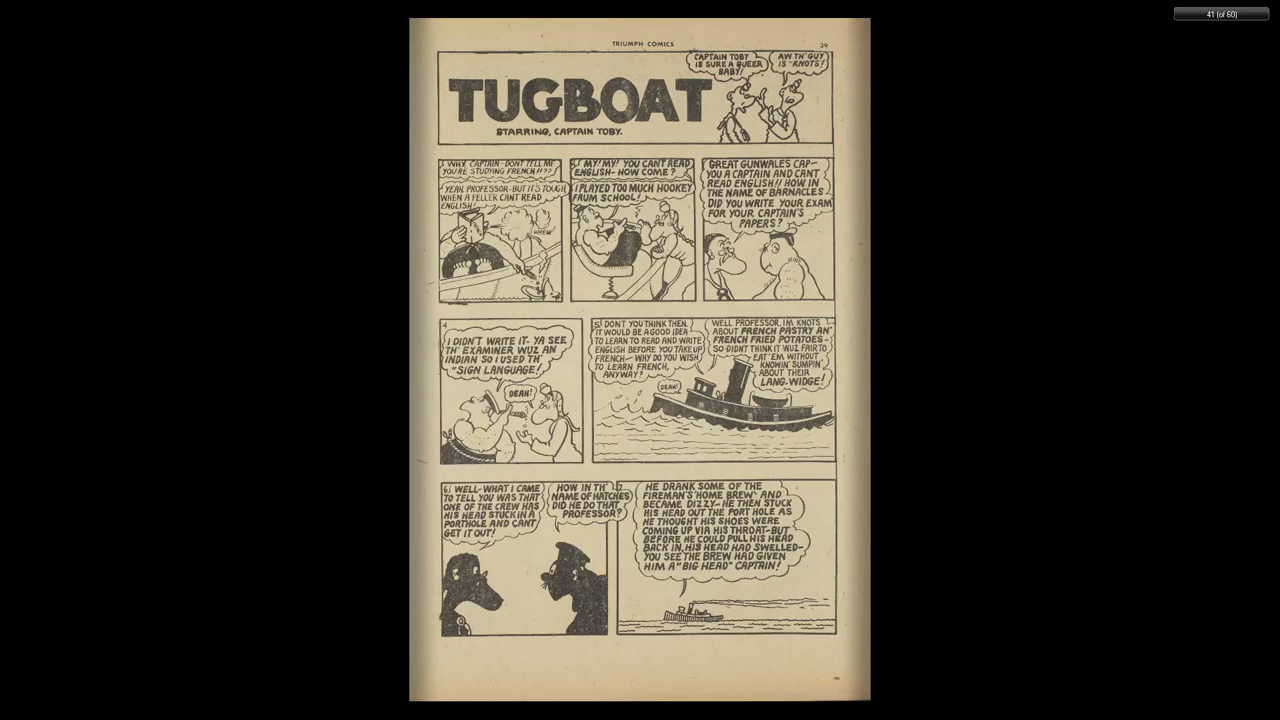 41 (of 60)
TRIUMPH COMICS
39
CAPTAIN TOBY
IS SURE A QUEER
BABY!
AW TH' GUY
IS "KNOTS"!
TUGBOAT
STARRING, CAPTAIN TOBY.
WHY, CAPTAIN-DON'T TELL ME
YOU'RE STUDYING FRENCH!!??
YEAH, PROFESSOR-BUT IT'S TOUGH
WHEN A FELLER CAN'T READ
ENGLISH!
WHEW!
MY! MY! YOU CAN'T READ
ENGLISH-HOW COME?
I PLAYED TOO MUCH HOOKEY
FRUM SCHOOL!
GREAT GUNWALES CAP-
YOU A CAPTAIN AND CAN'T
READ ENGLISH!! HOW IN
THE NAME OF BARNACLES
DID YOU WRITE YOUR EXAM
FOR YOUR CAPTAIN'S
PAPERS?
4
I DIDN'T WRITE IT- YA SEE
TH' EXAMINER WUZ AN
INDIAN SO I USED TH'
"SIGN LANGUAGE!
DEAH!
5
DON'T YOU THINK THEN,
IT WOULD BE A GOOD IDEA
TO LEARN TO READ AND WRITE
ENGLISH BEFORE YOU TAKE UP
FRENCH- WHY DO YOU WISH
TO LEARN FRENCH,
ANYWAY?
WELL PROFESSOR, I'M KNOTS
ABOUT FRENCH PASTRY AN'
FRENCH FRIED POTATOES-
SO-DIDN'T THINK IT WUZ FAIR TO
EAT 'EM WITHOUT
KNOWIN' SUMPIN'
ABOUT THEIR
LANG-WIDGE!
DEAH!
6
WELL-WHAT I CAME
TO TELL YOU WAS THAT
ONE OF THE CREW HAS
HIS HEAD STUCK IN A
PORTHOLE AND CAN'T
GET IT OUT!
HOW IN TH'
NAME OF HATCHES
DID HE DO THAT
PROFESSOR?
7
HE DRANK SOME OF THE
FIREMAN'S 'HOME BREW' AND
BECAME DIZZY-HE THEN STUCK
HIS HEAD OUT THE PORT HOLE AS
HE THOUGHT HIS SHOES WERE
COMING UP VIA HIS THROAT-BUT
BEFORE HE COULD PULL HIS HEAD
BACK IN, HIS HEAD HAD SWELLED-
YOU SEE THE BREW HAD GIVEN
HIM A "BIG HEAD" CAPTAIN!